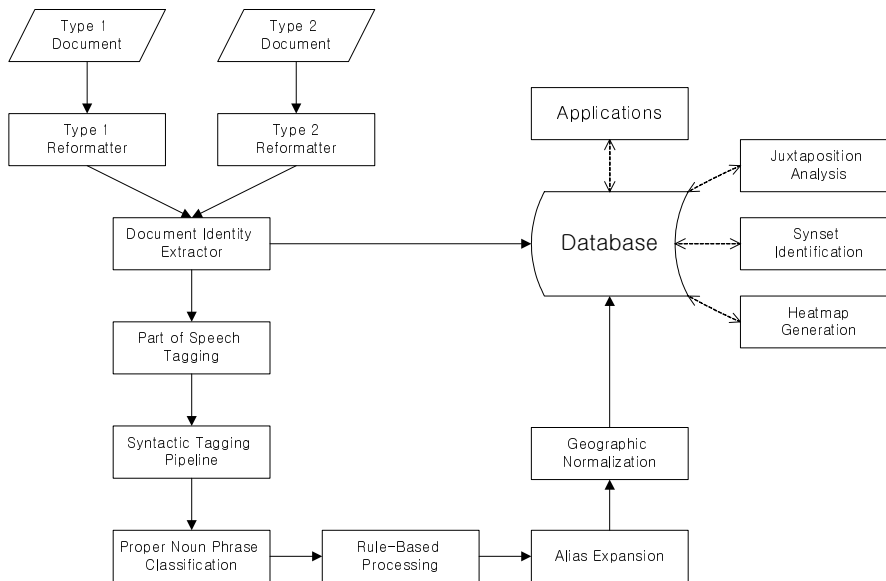 Type 1
Document
Type 2
Document
Type 1
Reformatter
Type 2
Reformatter
Applications
Juxtaposition
Analysis
Document Identity
Extractor
Database
Synset
Identification
Heatmap
Generation
Part of Speech
Tagging
Syntactic Tagging
Pipeline
Geographic
Normalization
Proper Noun Phrase
Classification
Rule-Based
Processing
Alias Expansion